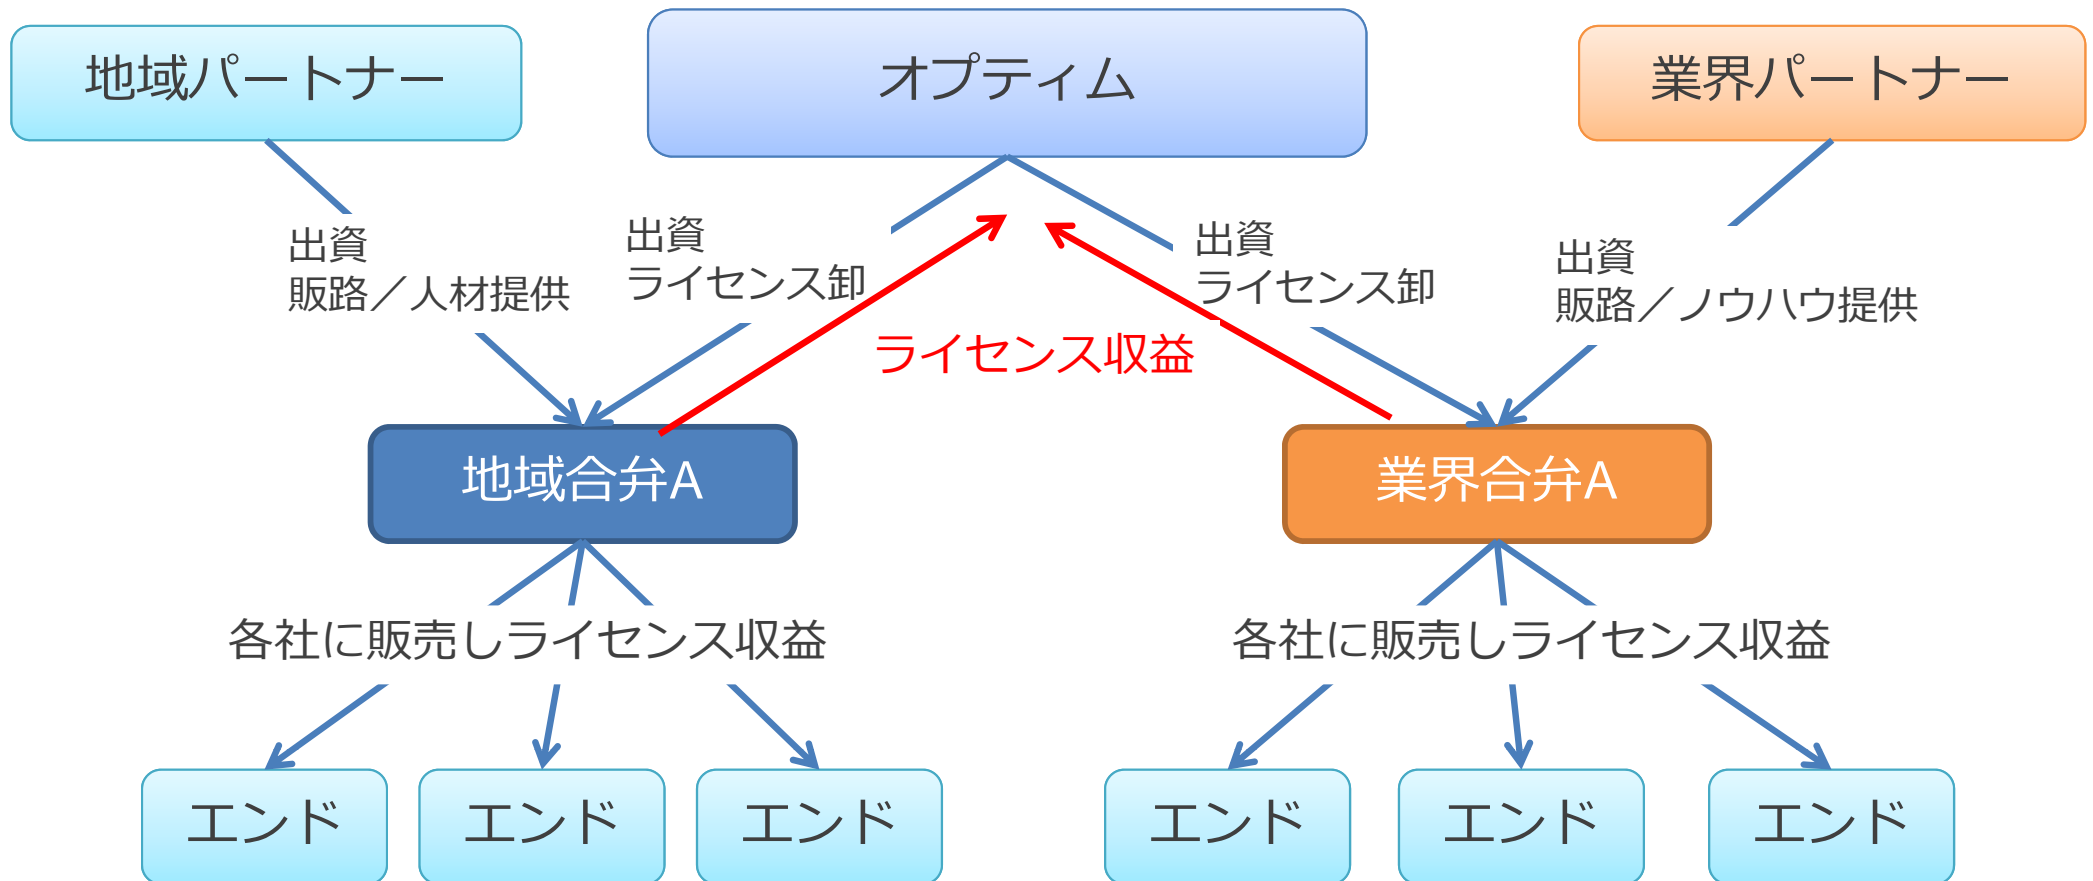 地域パートナー
オプティム
業界パートナー
出資
販路／人材提供
出資
ライセンス卸
出資
ライセンス卸
出資
販路／ノウハウ提供
ライセンス収益
地域合弁A
業界合弁A
各社に販売しライセンス収益
各社に販売しライセンス収益
エンド
エンド
エンド
エンド
エンド
エンド